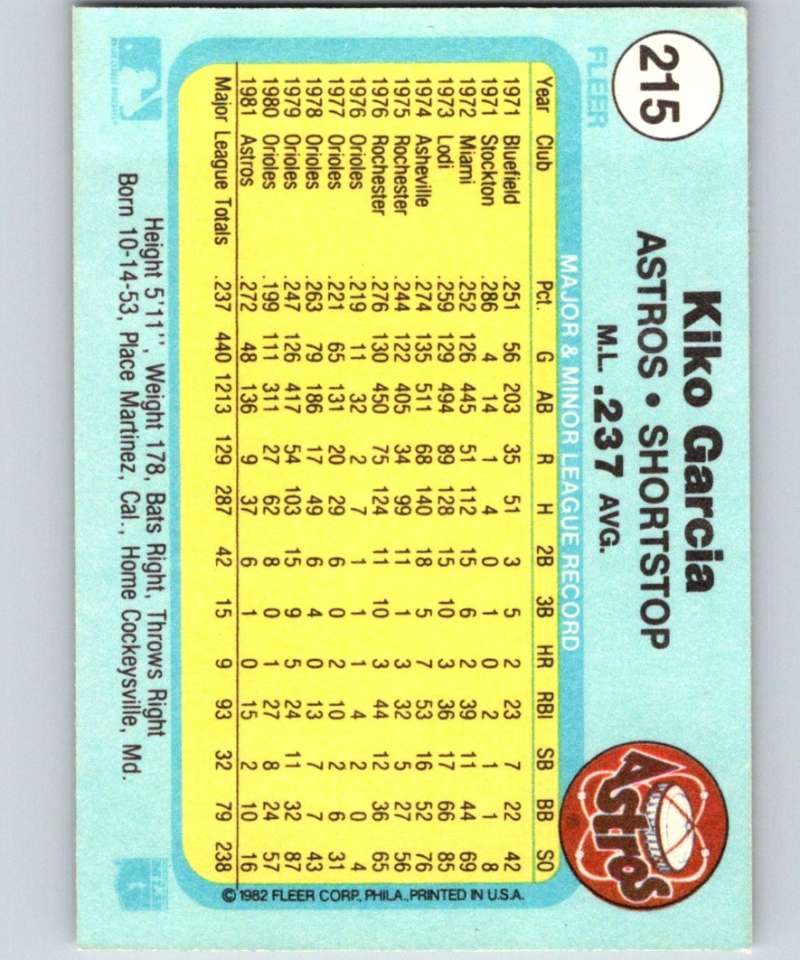 215
FLEER
Kiko Garcia
ASTROS • SHORTSTOP
M.L. .237 AVG.
Astros
MAJOR & MINOR LEAGUE RECORD
Year Club Pct. G AB R H 2B 3B HR RBI SB BB SO
1971 Bluefield .251 56 203 35 51 3 5 2 23 7 22 42
1971 Stockton .286 4 14 1 4 0 1 0 2 1 1 8
1972 Miami .252 126 445 51 112 15 6 2 39 11 44 69
1973 Lodi .259 129 494 89 128 15 10 3 36 17 66 85
1974 Asheville .274 135 511 68 140 18 5 7 53 16 52 76
1975 Rochester .244 122 405 34 99 11 1 3 32 5 27 56
1976 Rochester .276 130 450 75 124 11 10 3 44 12 36 65
1976 Orioles .219 11 32 2 7 1 1 1 4 2 0 4
1977 Orioles .221 65 131 20 29 6 0 2 10 2 6 31
1978 Orioles .263 79 186 17 49 6 4 0 13 7 7 43
1979 Orioles .247 126 417 54 103 15 9 5 24 11 32 87
1980 Orioles .199 111 311 27 62 8 0 1 27 8 24 57
1981 Astros .272 48 136 9 37 6 1 0 15 2 10 16
Major League Totals .237 440 1213 129 287 42 15 9 93 32 79 238
© 1982 FLEER CORP., PHILA., PRINTED IN U.S.A.
Height 5'11", Weight 178, Bats Right, Throws Right
Born 10-14-53, Place Martinez, Cal., Home Cockeysville, Md.